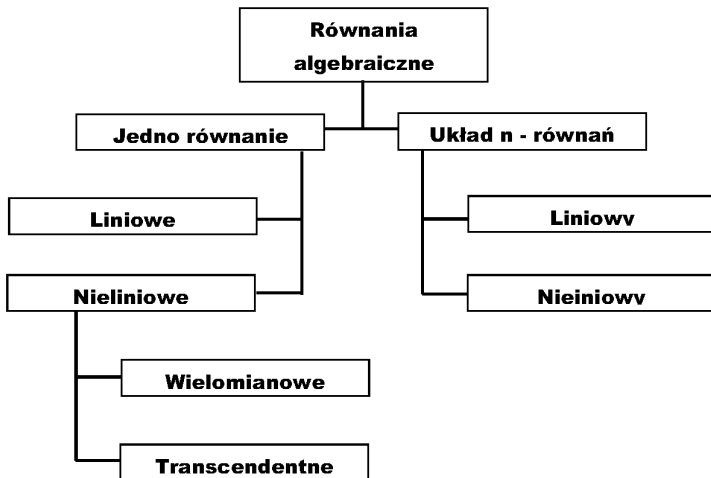 Równania
algebraiczne
Jedno równanie
Układ n - równań
Liniowe
Liniowv
Nieliniowe
Nieiniowv
Wielomianowe
Transcendentne